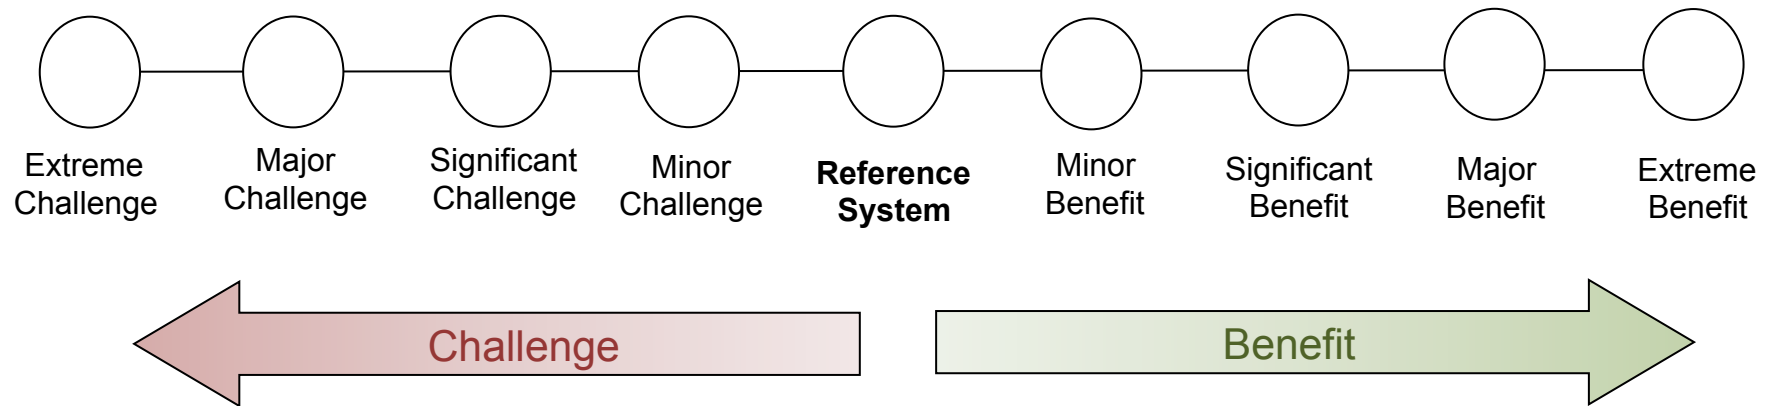 Extreme
Challenge
Major
Challenge
Significant
Challenge
Minor
Challenge
Reference
System
Minor
Benefit
Significant
Benefit
Major
Benefit
Extreme
Benefit
Challenge
Benefit